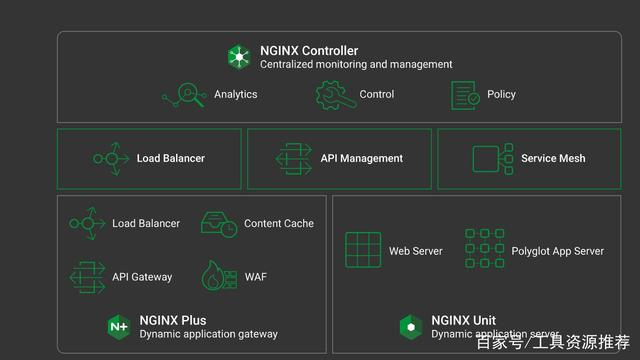 NGINX Controller
Centralized monitoring and management
Analytics
Control
Policy
Load Balancer
API Management
Service Mesh
Load Balancer
Content Cache
Web Server
Polyglot App Server
API Gateway
WAF
N+
NGINX Plus
Dynamic application gateway
NGINX Unit
Dynamic application server
百家号/工具资源推荐